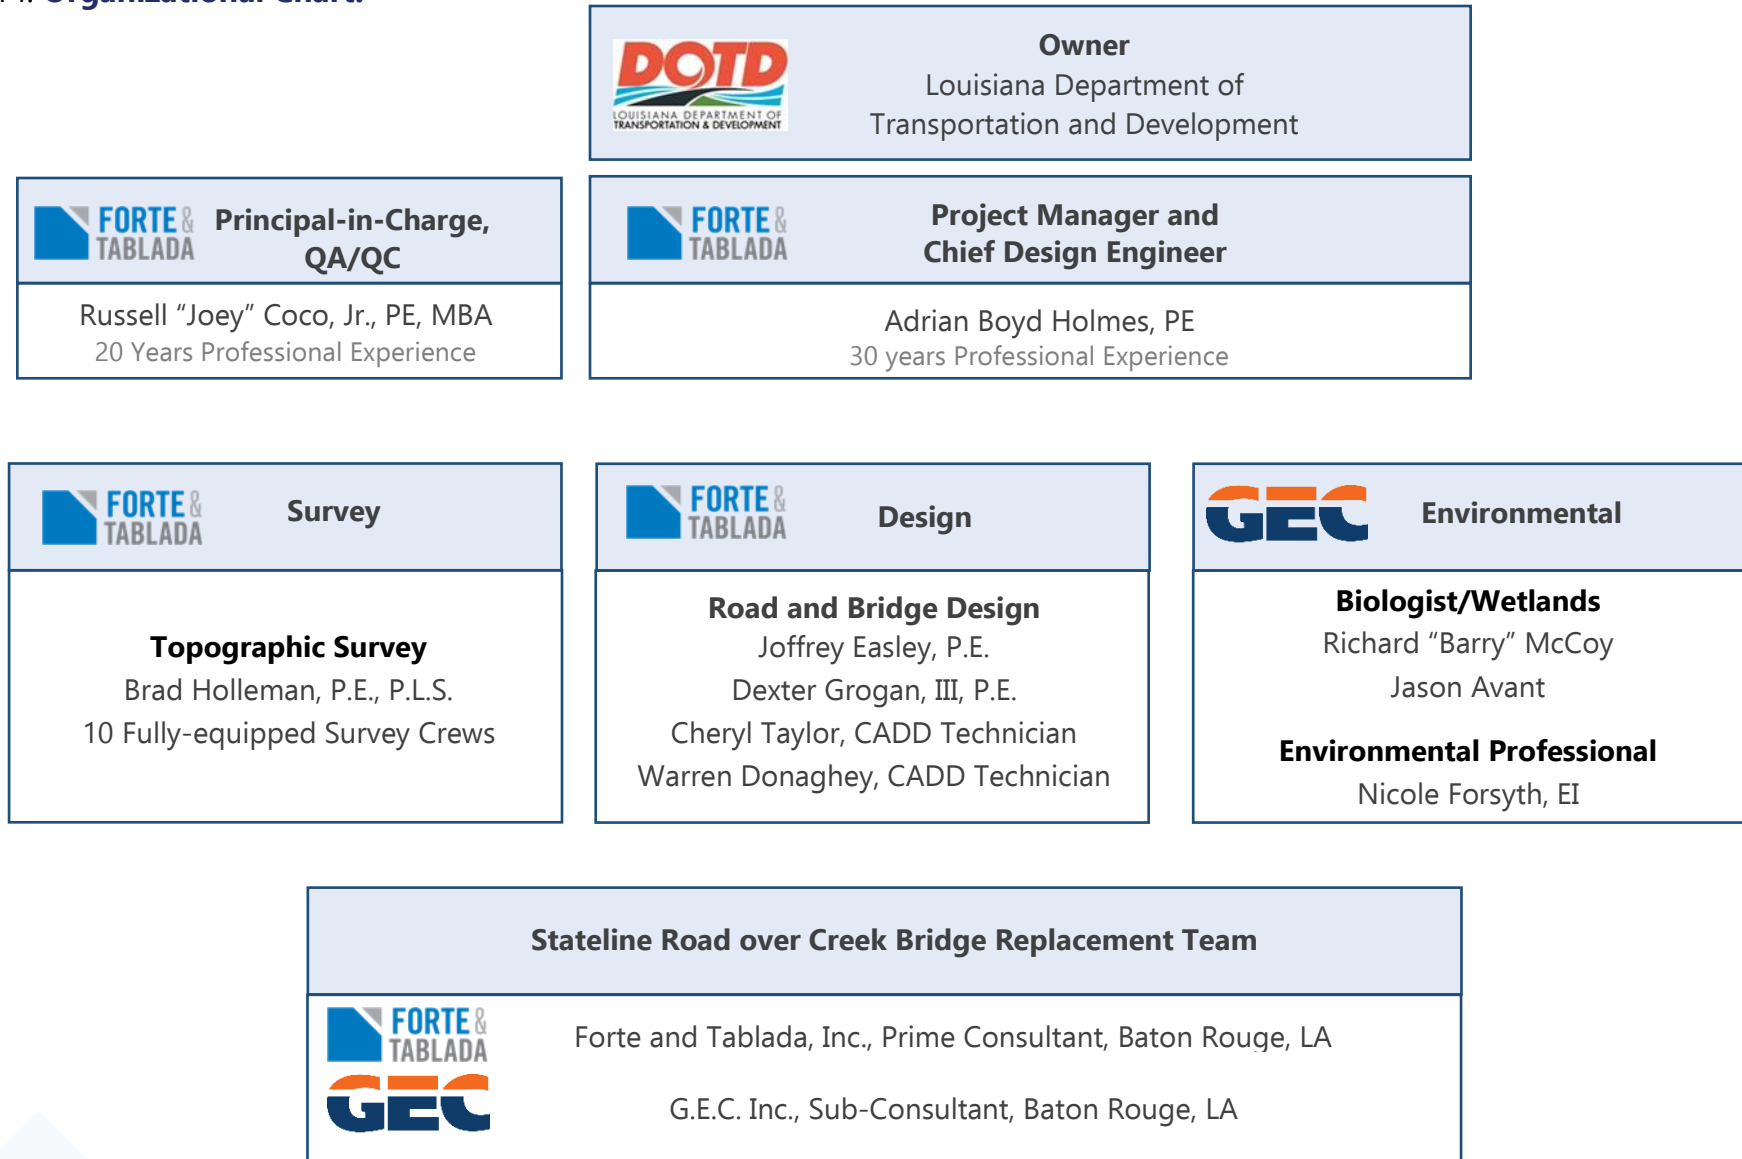 Organizational Chart:
DOTD
LOUISIANA DEPARTMENT OF
TRANSPORTATION & DEVELOPMENT
Owner
Louisiana Department of
Transportation and Development
FORTE &
TABLADA
Principal-in-Charge,
QA/QC
Russell “Joey” Coco, Jr., PE, MBA
20 Years Professional Experience
FORTE &
TABLADA
Project Manager and
Chief Design Engineer
Adrian Boyd Holmes, PE
30 years Professional Experience
FORTE &
TABLADA
Survey
Topographic Survey
Brad Holleman, P.E., P.L.S.
10 Fully-equipped Survey Crews
FORTE &
TABLADA
Design
Road and Bridge Design
Joffrey Easley, P.E.
Dexter Grogan, III, P.E.
Cheryl Taylor, CADD Technician
Warren Donaghey, CADD Technician
GEC
Environmental
Biologist/Wetlands
Richard “Barry” McCoy
Jason Avant
Environmental Professional
Nicole Forsyth, EI
Stateline Road over Creek Bridge Replacement Team
FORTE &
TABLADA
Forte and Tablada, Inc., Prime Consultant, Baton Rouge, LA
GEC
G.E.C. Inc., Sub-Consultant, Baton Rouge, LA